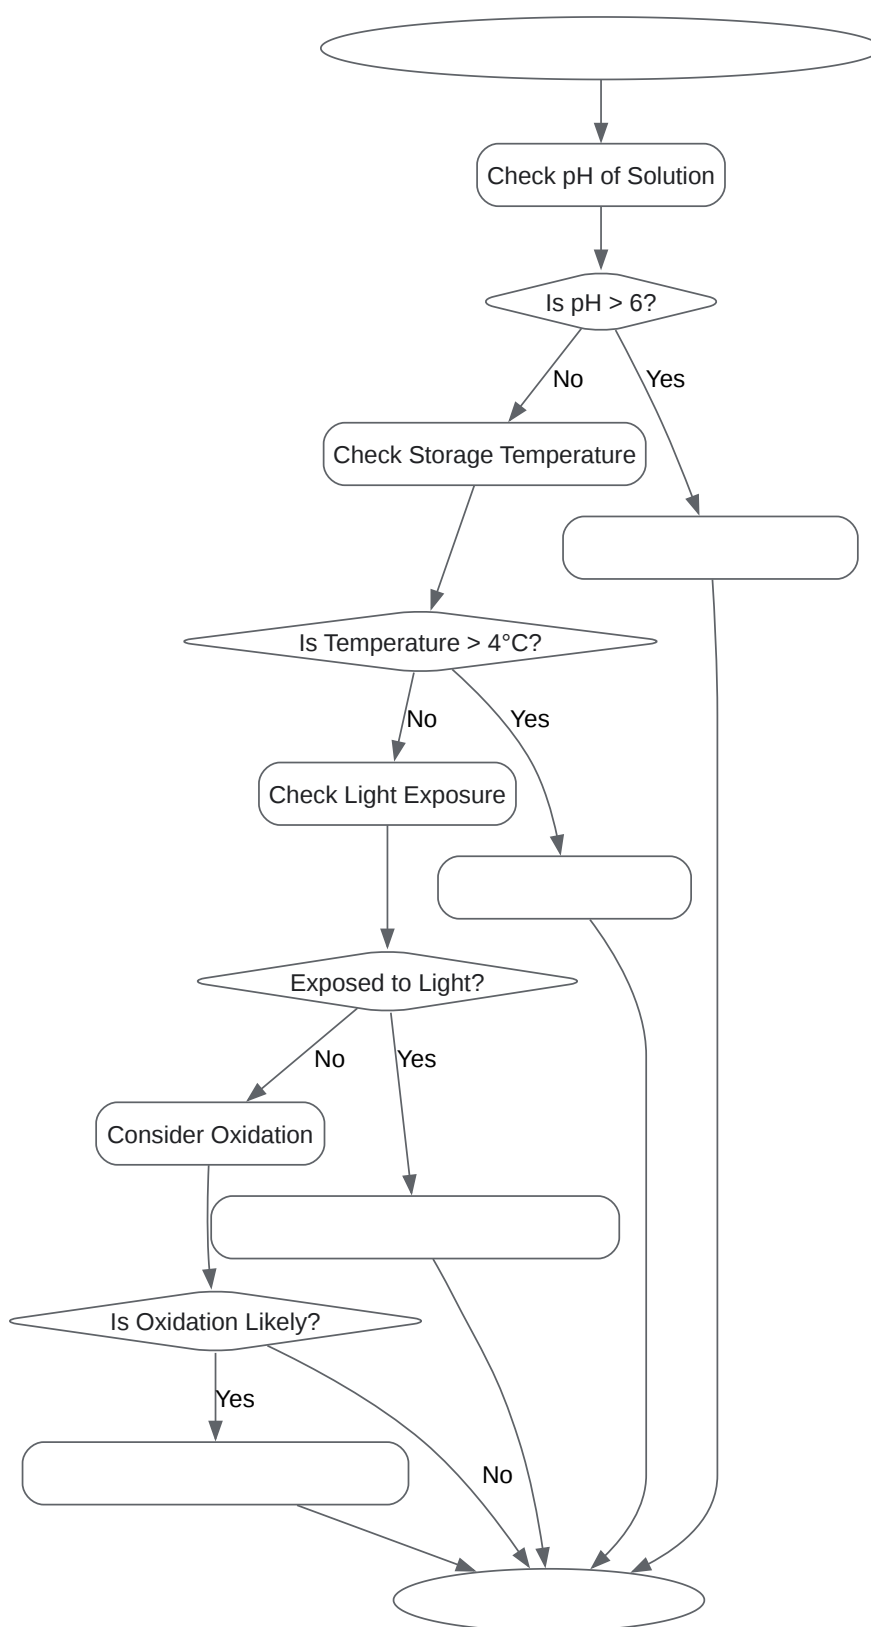 Check pH of Solution
Is pH > 6?
No
Yes
Check Storage Temperature
Is Temperature > 4°C?
No
Yes
Check Light Exposure
Exposed to Light?
No
Yes
Consider Oxidation
Is Oxidation Likely?
Yes
No